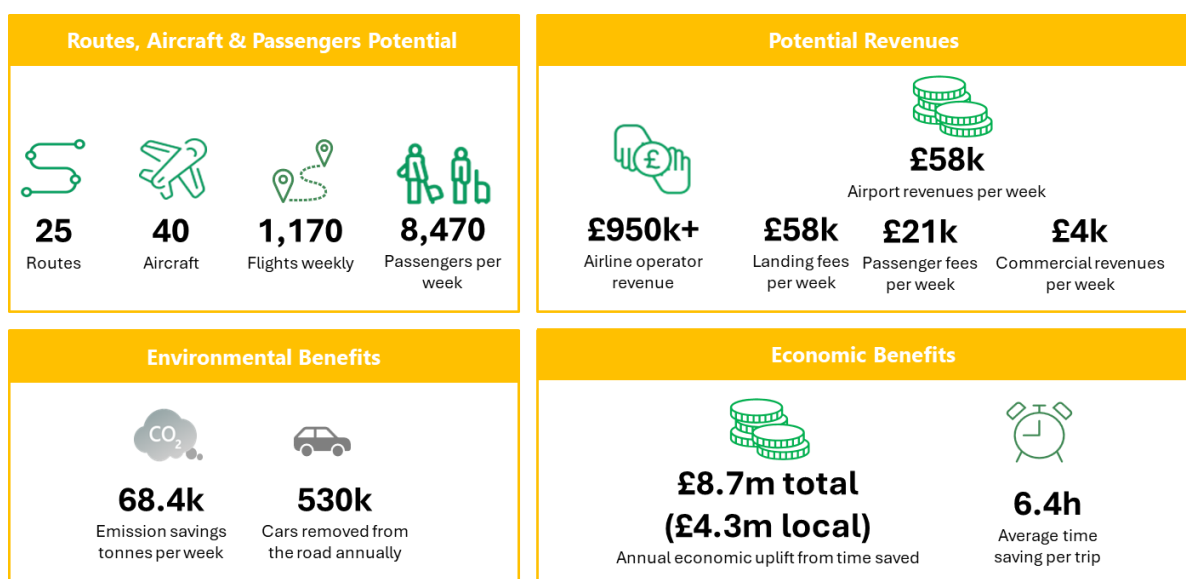 Routes, Aircraft & Passengers Potential
25
Routes
40
Aircraft
1,170
Flights weekly
8,470
Passengers per
week
Potential Revenues
£58k
Airport revenues per week
£950k+
Airline operator
revenue
£58k
Landing fees
per week
£21k
Passenger fees
per week
£4k
Commercial revenues
per week
Environmental Benefits
CO2
68.4k
Emission savings
tonnes per week
530k
Cars removed from
the road annually
Economic Benefits
£8.7m total
(£4.3m local)
Annual economic uplift from time saved
6.4h
Average time
saving per trip